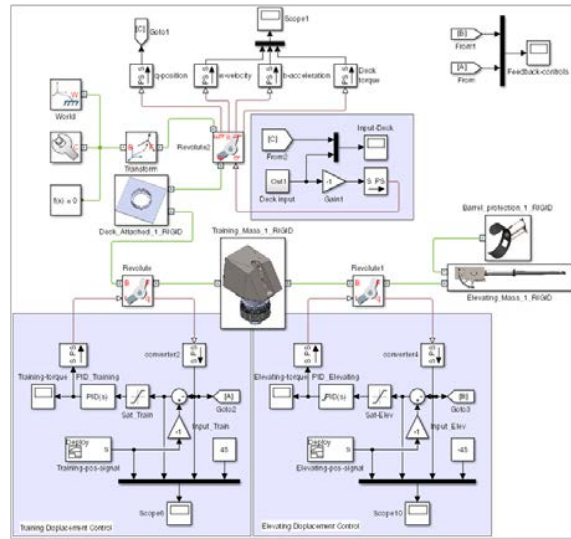 [C]
Goto1
Scope1
[B]
From1
[A]
From
Feedback-controls
q-position
w-velocity
b-acceleration
Deck
torque
World
Transform
Revolute2
f(x) = 0
Deck_Attached_1_RIGID
[C]
From2
Input-Deck
Out1
Deck input
-1
Gain1
S PS
Training_Mass_1_RIGID
Barrel_protection_1_RIGID
Elevating_Mass_1_RIGID
Revolute
Revolute1
converter2
converter4
Training-torque
PID_Training
PID(s)
Sat_Train
[A]
Goto2
Input_Train
-1
Deploy
Training-pos-signal
45
Scope6
Training Displacement Control
Elevating-torque
PID_Elevating
PID(s)
Sat-Elev
[B]
Goto3
Input_Elev
-1
Deploy
Elevating-pos-signal
-45
Scope10
Elevating Displacement Control